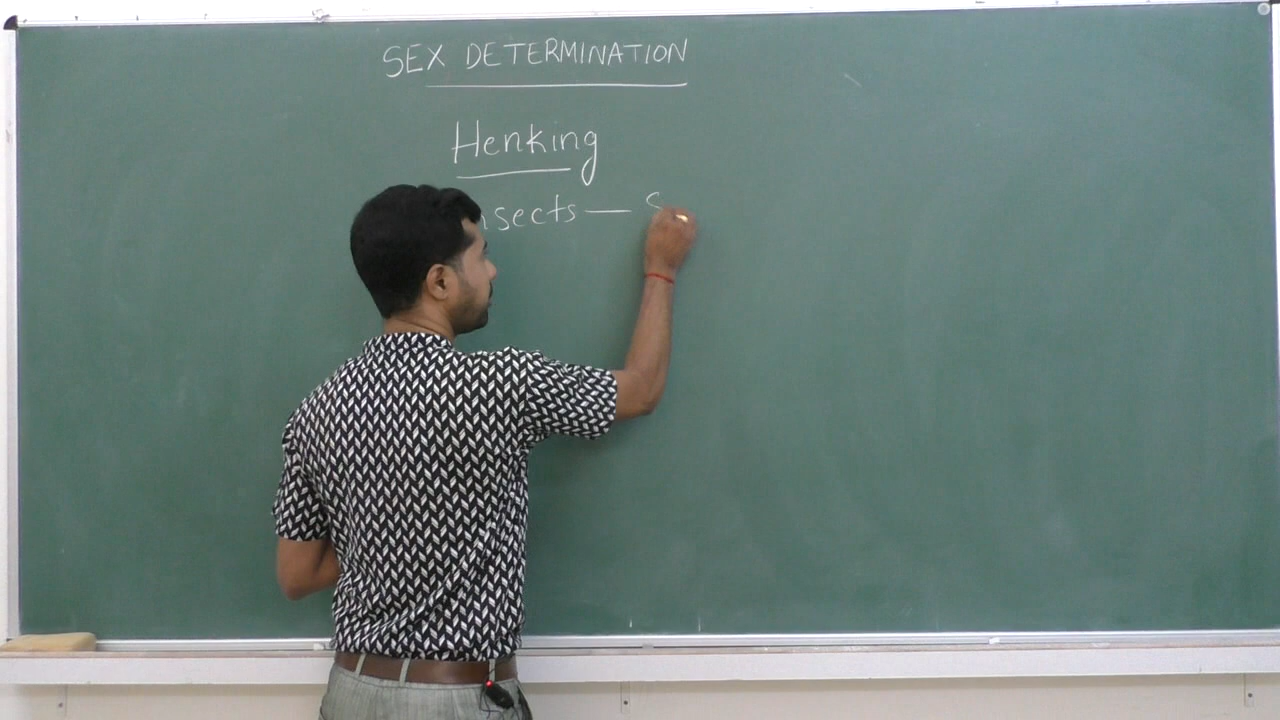 SEX DETERMINATION
Henking
nsects — S